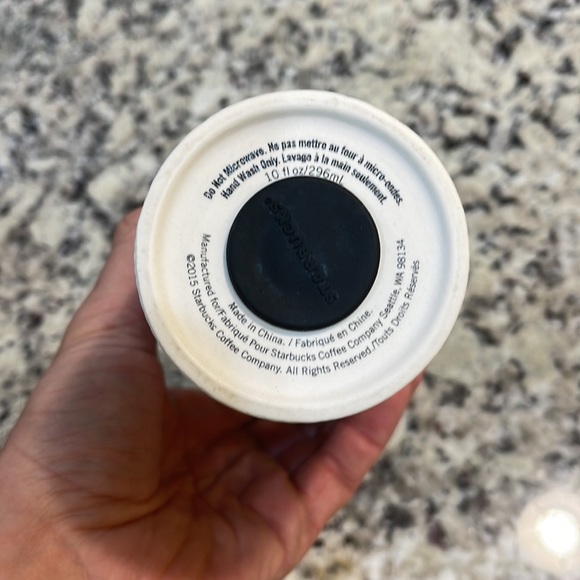 Do Not Microwave. Ne pas mettre au four à micro-ondes.
Hand Wash Only. Lavage à la main seulement.
10 fl oz/296mL
STARBUCKS®
Made in China. / Fabriqué en Chine.
Manufactured for/Fabriqué Pour Starbucks Coffee Company Seattle, WA 98134
©2015 Starbucks Coffee Company. All Rights Reserved./Touts Droits Réservés